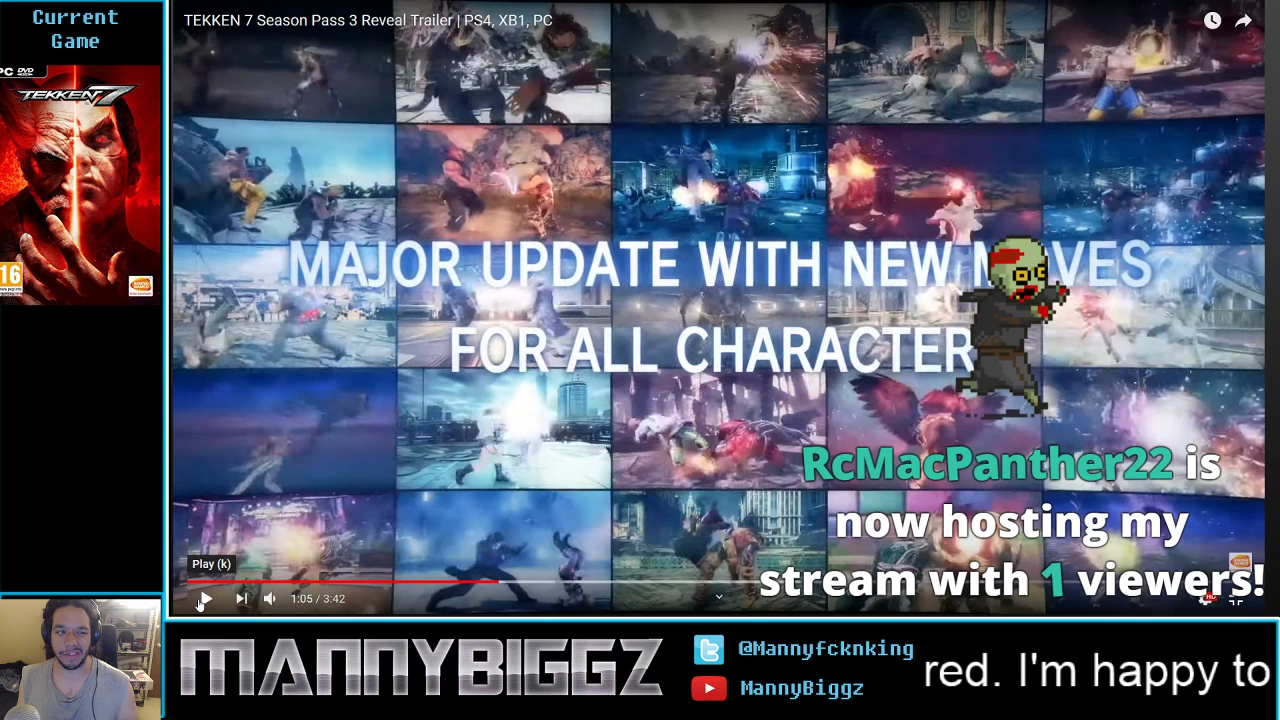 Current
Game
PC DVD
TEKKEN 7
16
TEKKEN 7 Season Pass 3 Reveal Trailer | PS4, XB1, PC
MAJOR UPDATE WITH NEW M VES
FOR ALL CHARACTER
RcMacPanther22 is
now hosting my
stream with 1 viewers!
Play (k)
1:05 / 3:42
HD
MANNYBIGGZ
@Mannyfcknking
MannyBiggz
red. I'm happy to